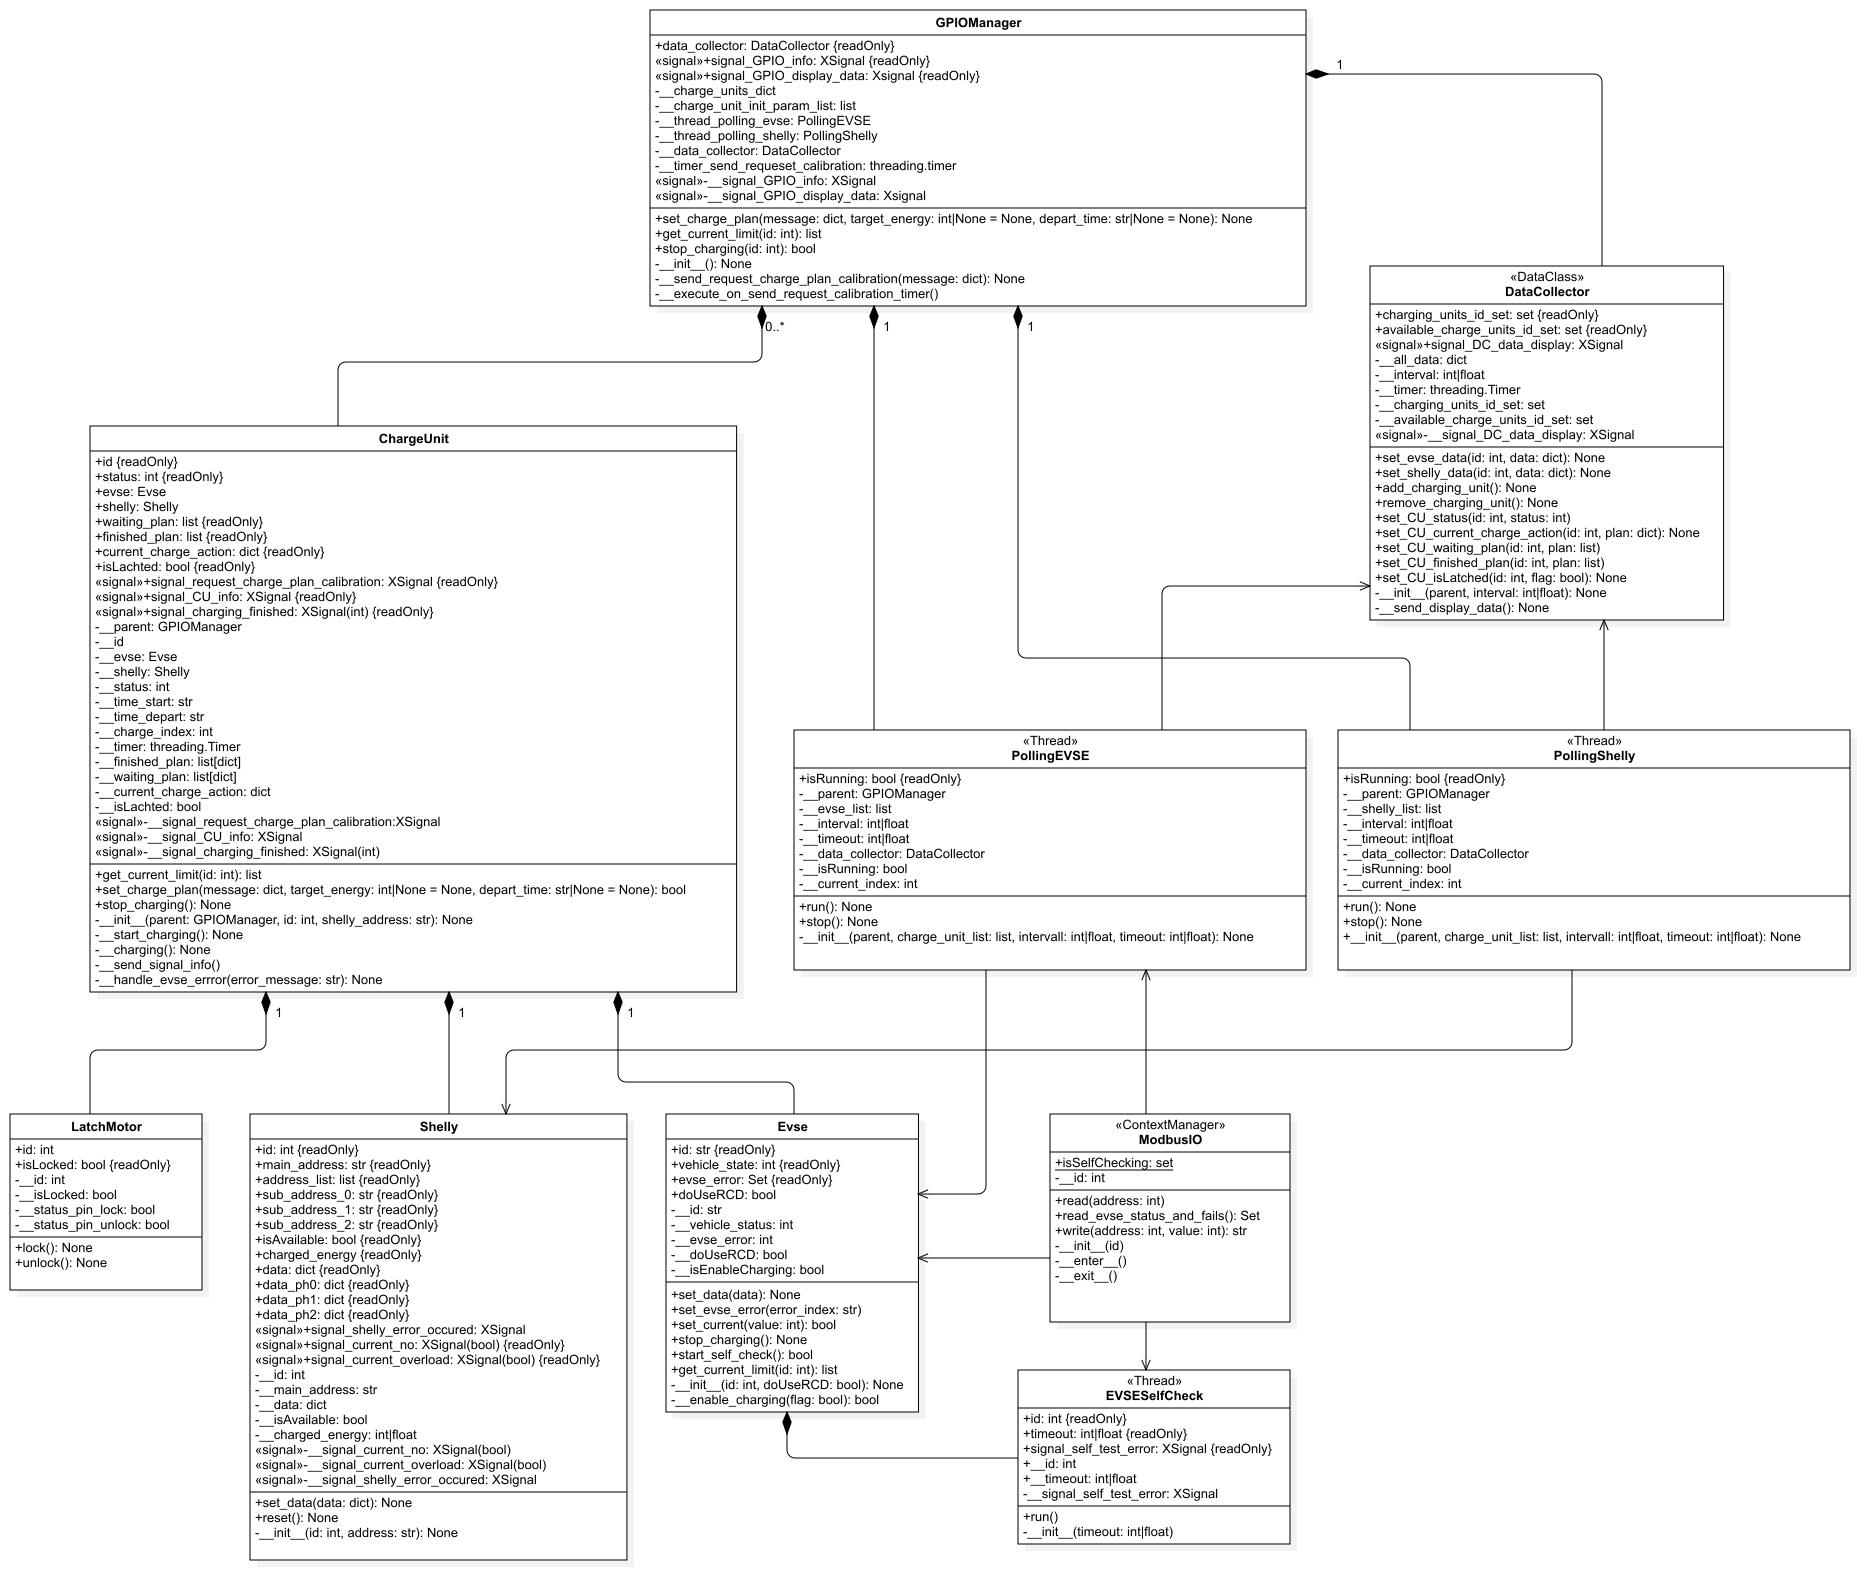 GPIOManager
+data_collector: DataCollector {readOnly}
«signal»+signal_GPIO_info: XSignal {readOnly}
«signal»+signal_GPIO_display_data: Xsignal {readOnly}
-__charge_units_dict
-__charge_unit_init_param_list: list
-__thread_polling_evse: PollingEVSE
-__thread_polling_shelly: PollingShelly
-__data_collector: DataCollector
-__timer_send_requeset_calibration: threading.timer
«signal»-__signal_GPIO_info: XSignal
«signal»-__signal_GPIO_display_data: Xsignal
+set_charge_plan(message: dict, target_energy: int|None = None, depart_time: str|None = None): None
+get_current_limit(id: int): list
+stop_charging(id: int): bool
-__init__(): None
-__send_request_charge_plan_calibration(message: dict): None
-__execute_on_send_request_calibration_timer()
1
0..*
1
1
«DataClass»
DataCollector
+charging_units_id_set: set {readOnly}
+available_charge_units_id_set: set {readOnly}
«signal»+signal_DC_data_display: XSignal
-__all_data: dict
-__interval: int|float
-__timer: threading.Timer
-__charging_units_id_set: set
-__available_charge_units_id_set: set
«signal»-__signal_DC_data_display: XSignal
+set_evse_data(id: int, data: dict): None
+set_shelly_data(id: int, data: dict): None
+add_charging_unit(): None
+remove_charging_unit(): None
+set_CU_status(id: int, status: int)
+set_CU_current_charge_action(id: int, plan: dict): None
+set_CU_waiting_plan(id: int, plan: list)
+set_CU_finished_plan(id: int, plan: list)
+set_CU_isLatched(id: int, flag: bool): None
-__init__(parent, interval: int|float): None
-__send_display_data(): None
ChargeUnit
+id {readOnly}
+status: int {readOnly}
+evse: Evse
+shelly: Shelly
+waiting_plan: list {readOnly}
+finished_plan: list {readOnly}
+current_charge_action: dict {readOnly}
+isLachted: bool {readOnly}
«signal»+signal_request_charge_plan_calibration: XSignal {readOnly}
«signal»+signal_CU_info: XSignal {readOnly}
«signal»+signal_charging_finished: XSignal(int) {readOnly}
-__parent: GPIOManager
-__id
-__evse: Evse
-__shelly: Shelly
-__status: int
-__time_start: str
-__time_depart: str
-__charge_index: int
-__timer: threading.Timer
-__finished_plan: list[dict]
-__waiting_plan: list[dict]
-__current_charge_action: dict
-__isLachted: bool
«signal»-__signal_request_charge_plan_calibration:XSignal
«signal»-__signal_CU_info: XSignal
«signal»-__signal_charging_finished: XSignal(int)
+get_current_limit(id: int): list
+set_charge_plan(message: dict, target_energy: int|None = None, depart_time: str|None = None): bool
+stop_charging(): None
-__init__(parent: GPIOManager, id: int, shelly_address: str): None
-__start_charging(): None
-__charging(): None
-__send_signal_info()
-__handle_evse_errror(error_message: str): None
1
1
1
«Thread»
PollingEVSE
+isRunning: bool {readOnly}
-__parent: GPIOManager
-__evse_list: list
-__interval: int|float
-__timeout: int|float
-__data_collector: DataCollector
-__isRunning: bool
-__current_index: int
+run(): None
+stop(): None
-__init__(parent, charge_unit_list: list, intervall: int|float, timeout: int|float): None
«Thread»
PollingShelly
+isRunning: bool {readOnly}
-__parent: GPIOManager
-__shelly_list: list
-__interval: int|float
-__timeout: int|float
-__data_collector: DataCollector
-__isRunning: bool
-__current_index: int
+run(): None
+stop(): None
+__init__(parent, charge_unit_list: list, intervall: int|float, timeout: int|float): None
LatchMotor
+id: int
+isLocked: bool {readOnly}
-__id: int
-__isLocked: bool
-__status_pin_lock: bool
-__status_pin_unlock: bool
+lock(): None
+unlock(): None
Shelly
+id: int {readOnly}
+main_address: str {readOnly}
+address_list: list {readOnly}
+sub_address_0: str {readOnly}
+sub_address_1: str {readOnly}
+sub_address_2: str {readOnly}
+isAvailable: bool {readOnly}
+charged_energy {readOnly}
+data: dict {readOnly}
+data_ph0: dict {readOnly}
+data_ph1: dict {readOnly}
+data_ph2: dict {readOnly}
«signal»+signal_shelly_error_occured: XSignal
«signal»+signal_current_no: XSignal(bool) {readOnly}
«signal»+signal_current_overload: XSignal(bool) {readOnly}
-__id: int
-__main_address: str
-__data: dict
-__isAvailable: bool
-__charged_energy: int|float
«signal»-__signal_current_no: XSignal(bool)
«signal»-__signal_current_overload: XSignal(bool)
«signal»-__signal_shelly_error_occured: XSignal
+set_data(data: dict): None
+reset(): None
-__init__(id: int, address: str): None
Evse
+id: str {readOnly}
+vehicle_state: int {readOnly}
+evse_error: Set {readOnly}
+doUseRCD: bool
-__id: str
-__vehicle_status: int
-__evse_error: int
-__doUseRCD: bool
-__isEnableCharging: bool
+set_data(data): None
+set_evse_error(error_index: str)
+set_current(value: int): bool
+stop_charging(): None
+start_self_check(): bool
+get_current_limit(id: int): list
-__init__(id: int, doUseRCD: bool): None
-__enable_charging(flag: bool): bool
«ContextManager»
ModbusIO
+isSelfChecking: set
-__id: int
+read(address: int)
+read_evse_status_and_fails(): Set
+write(address: int, value: int): str
-__init__(id)
-__enter__()
-__exit__()
«Thread»
EVSESelfCheck
+id: int {readOnly}
+timeout: int|float {readOnly}
+signal_self_test_error: XSignal {readOnly}
+__id: int
+__timeout: int|float
-__signal_self_test_error: XSignal
+run()
-__init__(timeout: int|float)